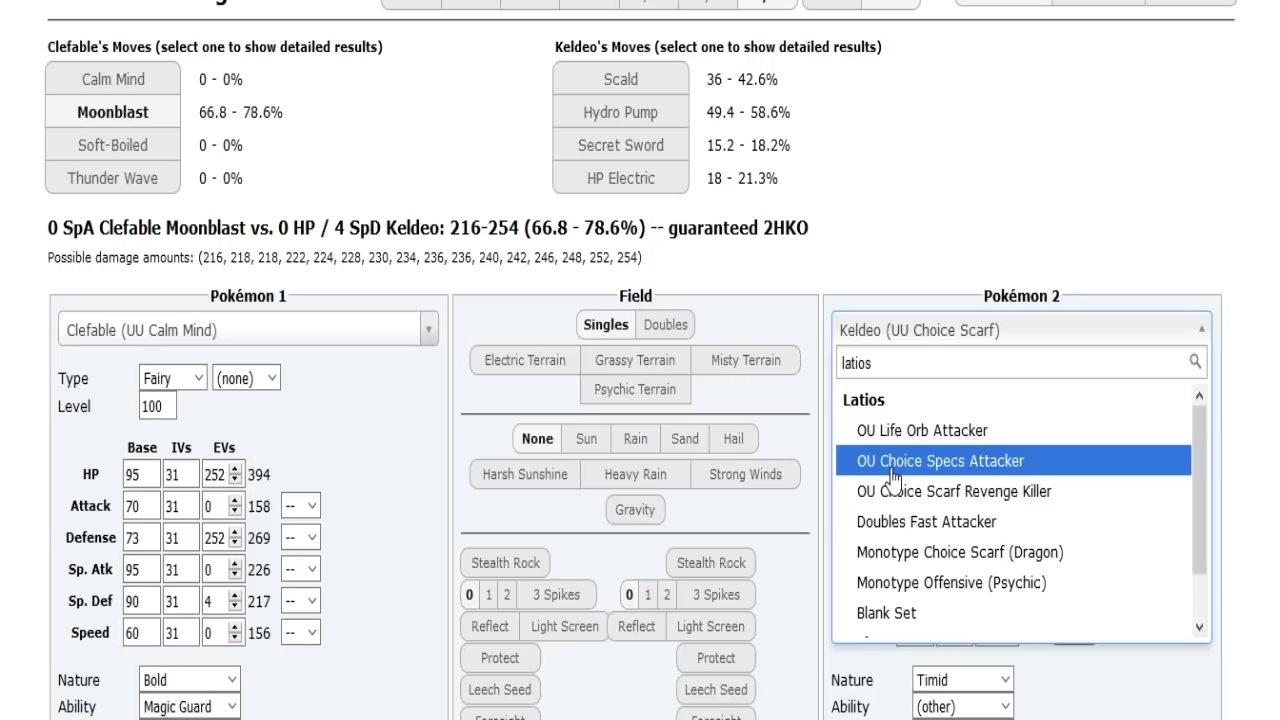 Clefable's Moves (select one to show detailed results)
Keldeo's Moves (select one to show detailed results)
Calm Mind 0 - 0%
Scald 36 - 42.6%
Moonblast 66.8 - 78.6%
Hydro Pump 49.4 - 58.6%
Soft-Boiled 0 - 0%
Secret Sword 15.2 - 18.2%
Thunder Wave 0 - 0%
HP Electric 18 - 21.3%
0 SpA Clefable Moonblast vs. 0 HP / 4 SpD Keldeo: 216-254 (66.8 - 78.6%) -- guaranteed 2HKO
Possible damage amounts: (216, 218, 218, 222, 224, 228, 230, 234, 236, 236, 240, 242, 246, 248, 252, 254)
Pokémon 1
Clefable (UU Calm Mind)
Type Fairy (none)
Level 100
Base IVs EVs
HP 95 31 252 394
Attack 70 31 0 158 --
Defense 73 31 252 269 --
Sp. Atk 95 31 0 226 --
Sp. Def 90 31 4 217 --
Speed 60 31 0 156 --
Nature Bold
Ability Magic Guard
Field
Singles Doubles
Electric Terrain Grassy Terrain Misty Terrain
Psychic Terrain
None Sun Rain Sand Hail
Harsh Sunshine Heavy Rain Strong Winds
Gravity
Stealth Rock Stealth Rock
0 1 2 3 Spikes 0 1 2 3 Spikes
Reflect Light Screen Reflect Light Screen
Protect Protect
Leech Seed Leech Seed
Foresight Foresight
Pokémon 2
Keldeo (UU Choice Scarf)
latios
Latios
OU Life Orb Attacker
OU Choice Specs Attacker
OU Choice Scarf Revenge Killer
Doubles Fast Attacker
Monotype Choice Scarf (Dragon)
Monotype Offensive (Psychic)
Blank Set
Nature Timid
Ability (other)